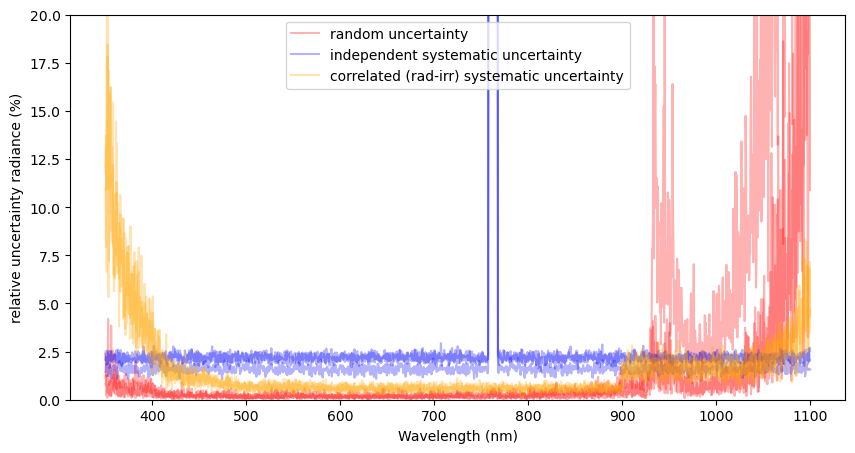 random uncertainty
independent systematic uncertainty
correlated (rad-irr) systematic uncertainty
relative uncertainty radiance (%)
20.0
17.5
15.0
12.5
10.0
7.5
5.0
2.5
0.0
400 500 600 700 800 900 1000 1100
Wavelength (nm)